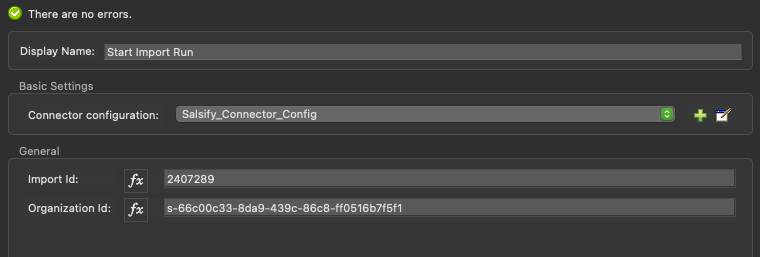 There are no errors.
Display Name: Start Import Run
Basic Settings
Connector configuration: Salsify_Connector_Config
General
Import Id: fx 2407289
Organization Id: fx s-66c00c33-8da9-439c-86c8-ff0516b7f5f1